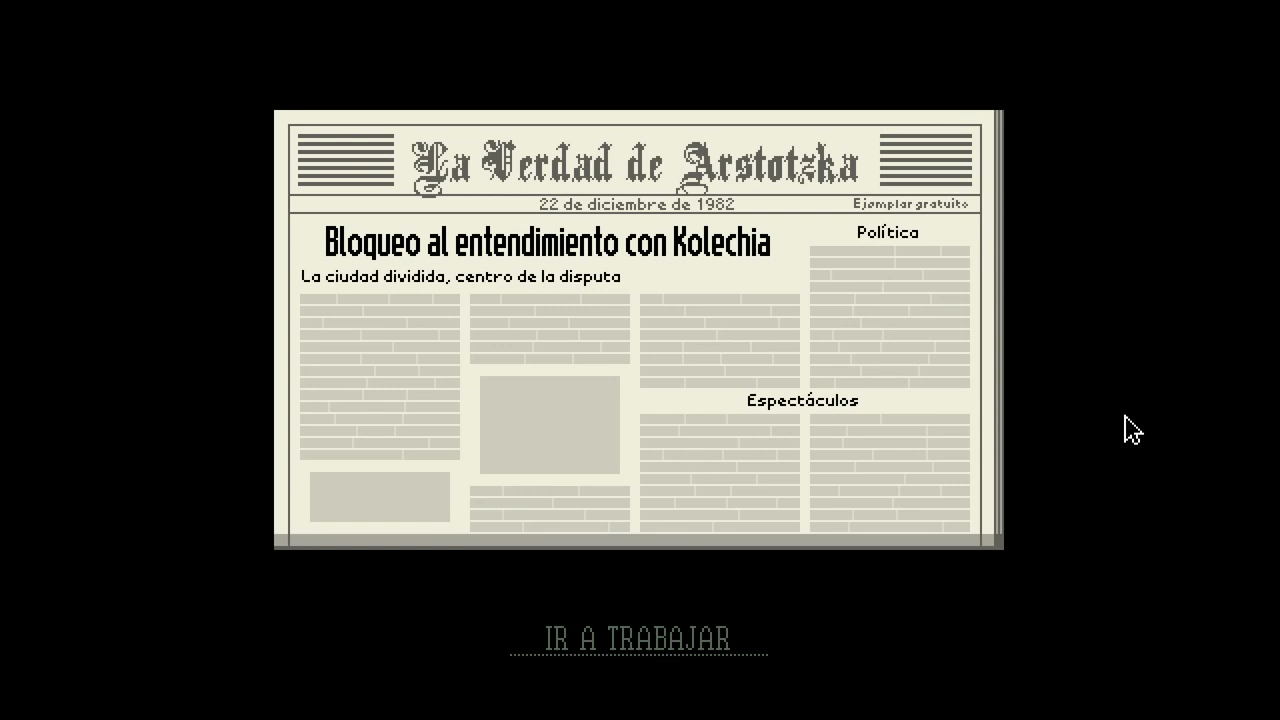 La Verdad de Arstotzka
22 de diciembre de 1982
Ejemplar gratuito
Bloqueo al entendimiento con Kolechia
La ciudad dividida, centro de la disputa
Política
Espectáculos
IR A TRABAJAR